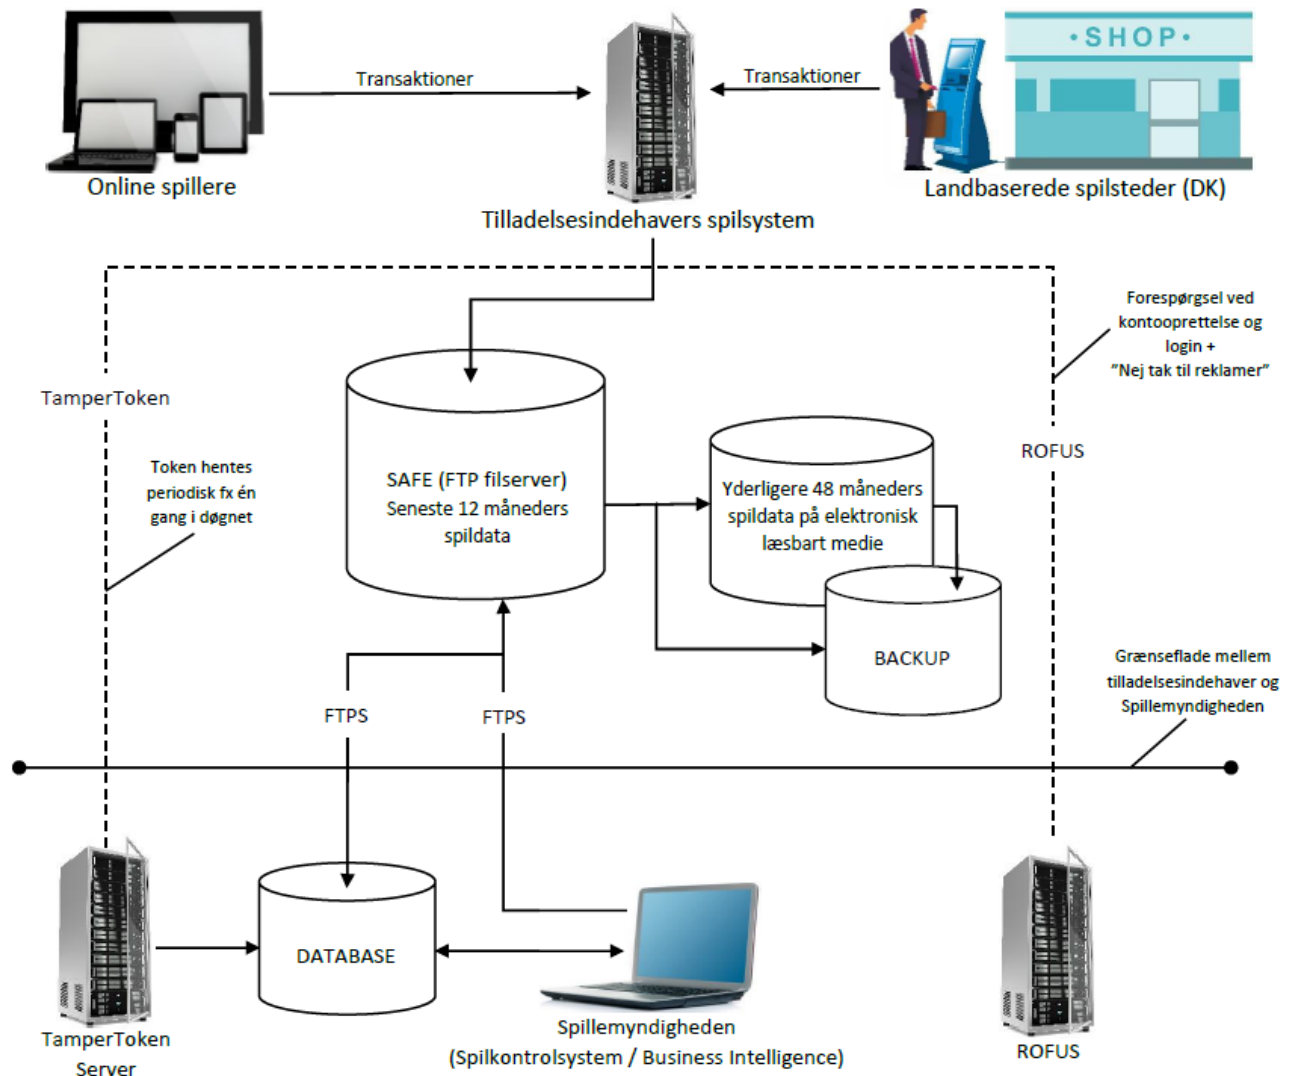 • SHOP •
Transaktioner
Transaktioner
Online spillere
Landbaserede spilsteder (DK)
Tilladelsesindehavers spilsystem
Forespørgsel ved
kontooprettelse og
login +
”Nej tak til reklamer”
TamperToken
ROFUS
Token hentes
periodisk fx én
gang i døgnet
SAFE (FTP filserver)
Seneste 12 måneders
spildata
Yderligere 48 måneders
spildata på elektronisk
læsbart medie
BACKUP
Grænseflade mellem
tilladelsesindehaver og
Spillemyndigheden
FTPS
FTPS
DATABASE
TamperToken
Server
Spillemyndigheden
(Spilkontrolsystem / Business Intelligence)
ROFUS